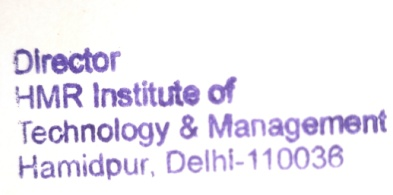 Director
HMR Institute of
Technology & Management
Hamidpur, Delhi-110036